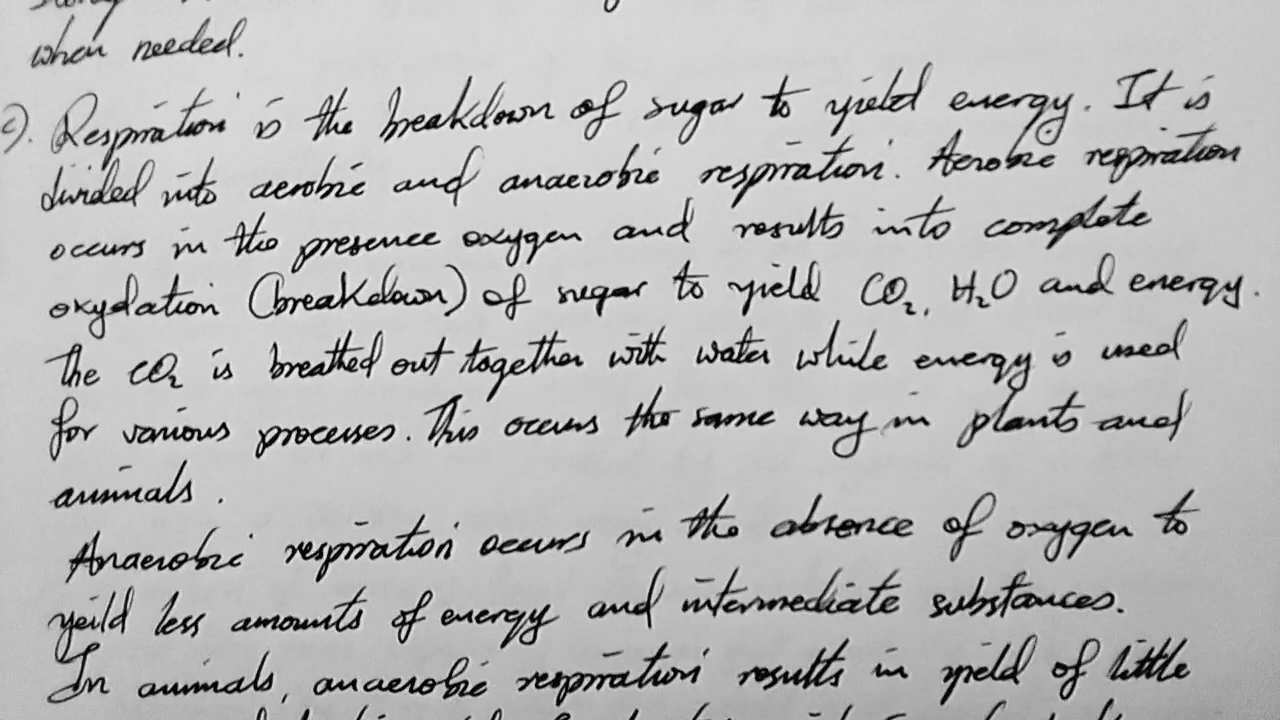 when needed.
c). Respiration is the breakdown of sugar to yield energy. It is
divided into aerobic and anaerobic respiration. Aerobic respiration
occurs in the presence oxygen and results into complete
oxydation (breakdown) of sugar to yield CO₂, H₂O and energy.
The CO₂ is breathed out together with water while energy is used
for various processes. This occurs the same way in plants and
animals.
Anaerobic respiration occurs in the absence of oxygen to
yeild less amounts of energy and intermediate substances.
In animals, anaerobic respiration results in yield of little